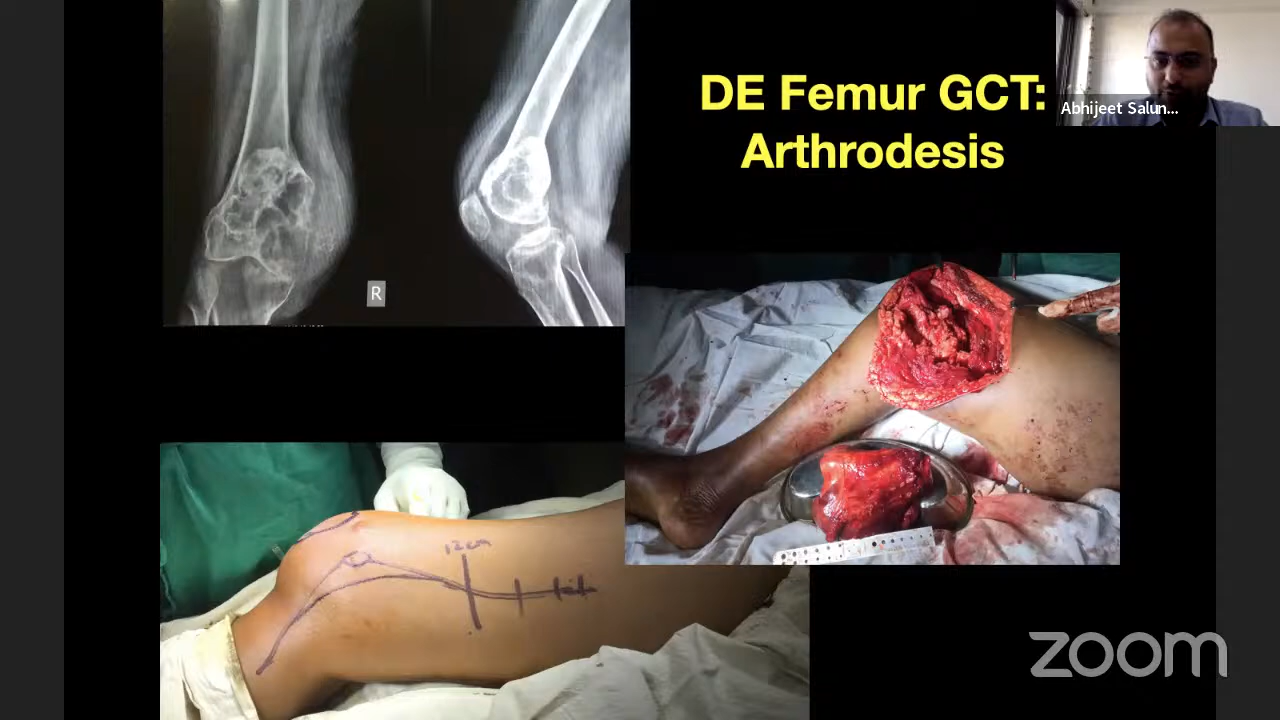 DE Femur GCT:
Arthrodesis
Abhijeet Salun...
R
12cm
zoom